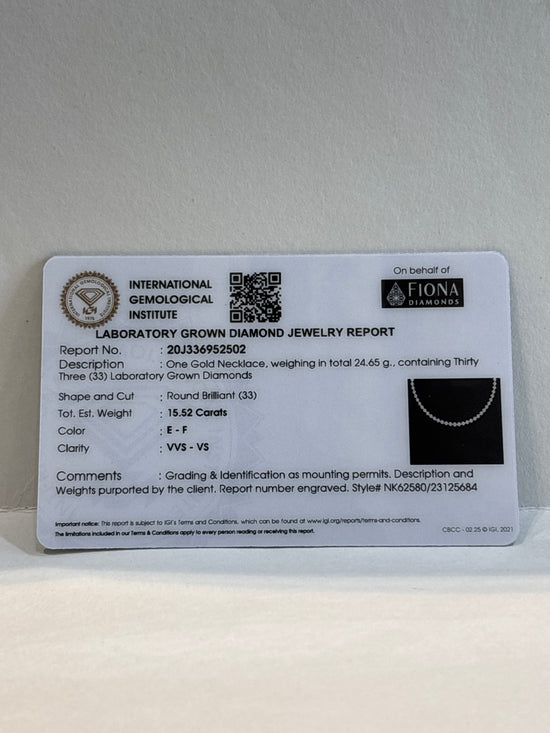 INTERNATIONAL
GEMOLOGICAL
INSTITUTE
On behalf of
FIONA
DIAMONDS
INTERNATIONAL GEMOLOGICAL INSTITUTE
IGI
1975
LABORATORY GROWN DIAMOND JEWELRY REPORT
Report No. : 20J336952502
Description : One Gold Necklace, weighing in total 24.65 g., containing Thirty
Three (33) Laboratory Grown Diamonds
Shape and Cut : Round Brilliant (33)
Tot. Est. Weight : 15.52 Carats
Color : E - F
Clarity : VVS - VS
Comments : Grading & Identification as mounting permits. Description and
Weights purported by the client. Report number engraved. Style# NK62580/23125684
Important notice: This report is subject to IGI's Terms and Conditions, which can be found at www.igi.org/reports/terms-and-conditions.
The limitations included in our Terms & Conditions apply to every person reading or receiving this report.
CBCC - 02.25 © IGI, 2021